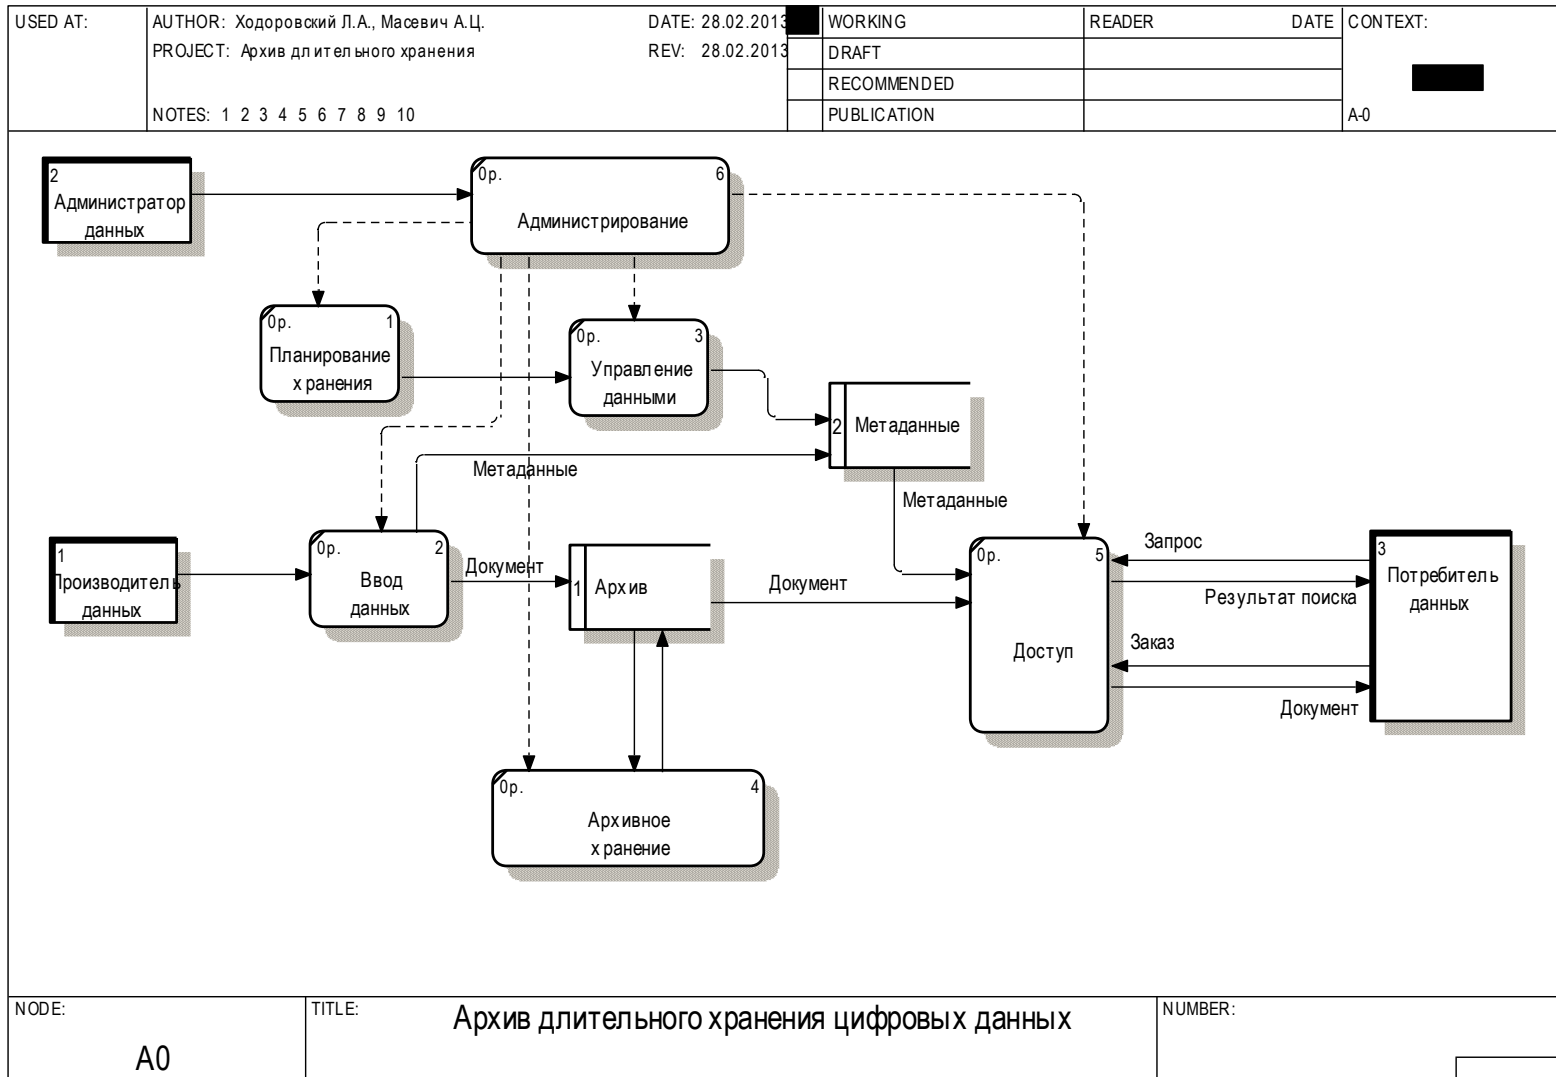 USED AT:
AUTHOR: Ходоровский Л.А., Масевич А.Ц.
DATE: 28.02.2013
PROJECT: Архив длительного хранения
REV: 28.02.2013
NOTES: 1 2 3 4 5 6 7 8 9 10
WORKING
DRAFT
RECOMMENDED
PUBLICATION
READER
DATE
CONTEXT:
A-0
2
Администратор
данных
0р.
6
Администрирование
0р.
1
Планирование
хранения
0р.
3
Управление
данными
2
Метаданные
Метаданные
Метаданные
1
Производитель
данных
0р.
2
Ввод
данных
Документ
1
Архив
Документ
0р.
5
Доступ
Запрос
Результат поиска
Заказ
Документ
3
Потребитель
данных
0р.
4
Архивное
хранение
NODE:
A0
TITLE:
Архив длительного хранения цифровых данных
NUMBER: